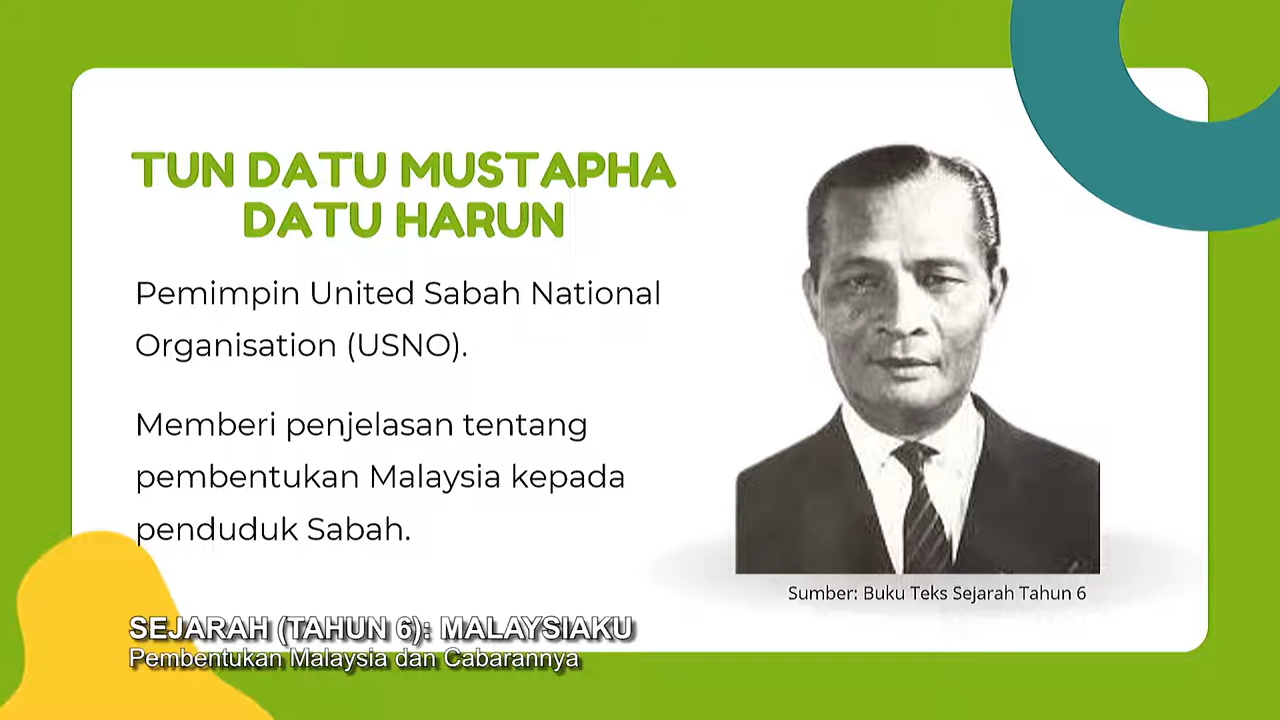 TUN DATU MUSTAPHA
DATU HARUN
Pemimpin United Sabah National
Organisation (USNO).
Memberi penjelasan tentang
pembentukan Malaysia kepada
penduduk Sabah.
Sumber: Buku Teks Sejarah Tahun 6
SEJARAH (TAHUN 6): MALAYSIAKU
Pembentukan Malaysia dan Cabarannya